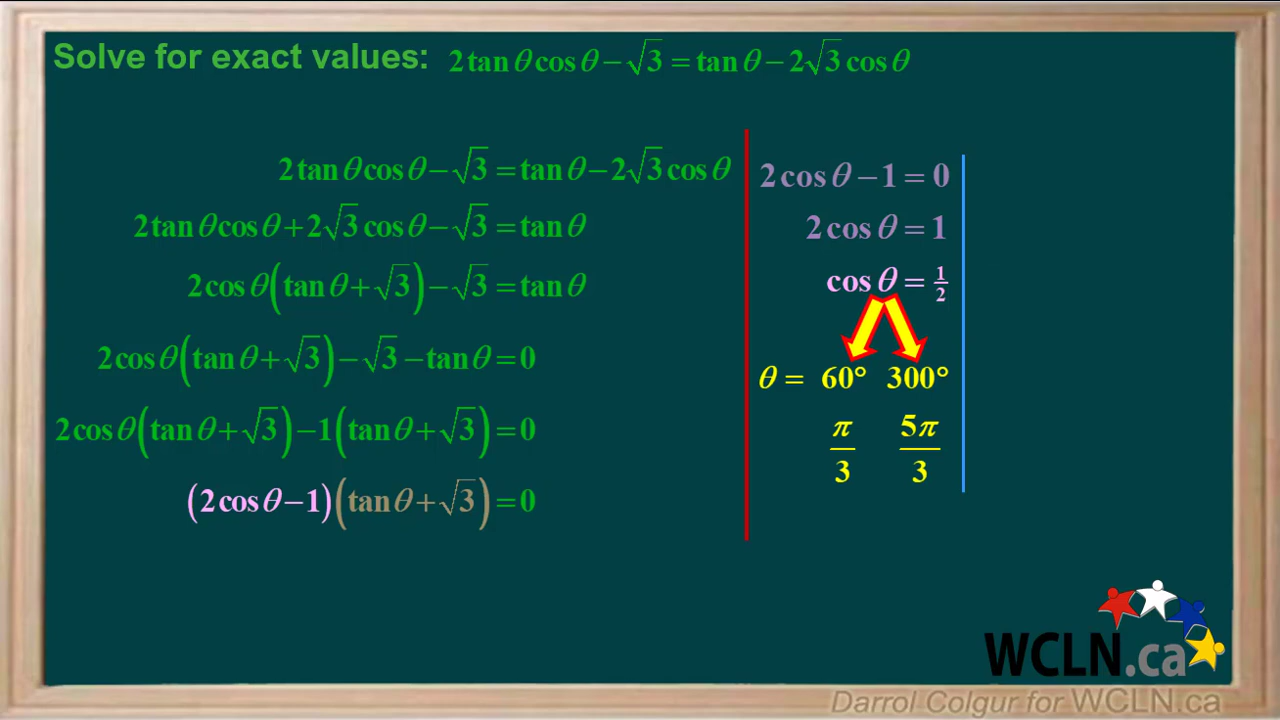 Solve for exact values: 2tanθcosθ−√3=tanθ−2√3cosθ
2tanθcosθ−√3=tanθ−2√3cosθ
2tanθcosθ+2√3cosθ−√3=tanθ
2cosθ(tanθ+√3)−√3=tanθ
2cosθ(tanθ+√3)−√3−tanθ=0
2cosθ(tanθ+√3)−1(tanθ+√3)=0
(2cosθ−1)(tanθ+√3)=0
2cosθ−1=0
2cosθ=1
cosθ=1/2
θ= 60° 300°
π/3 5π/3
WCLN.ca
Darrol Colgur for WCLN.ca